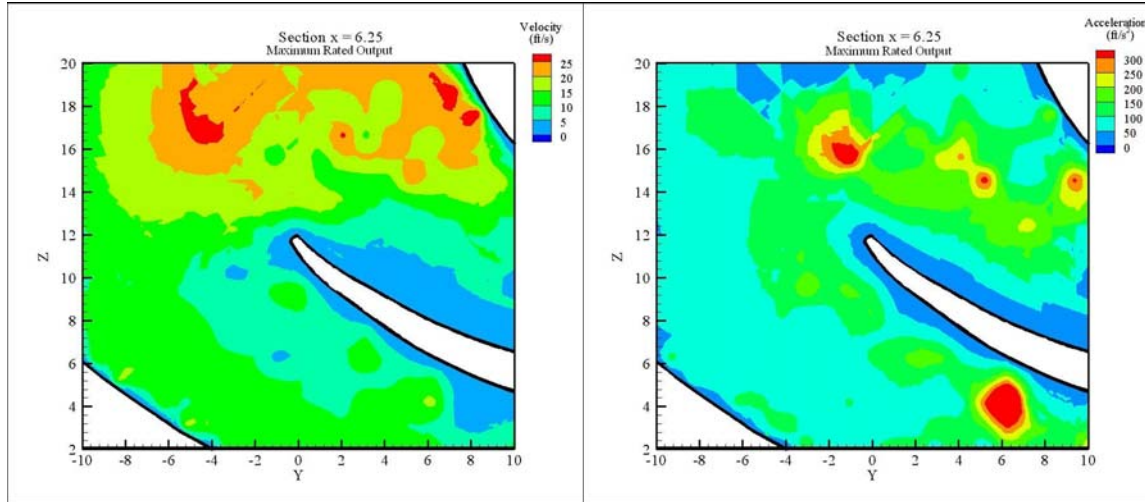 Section x = 6.25
Maximum Rated Output
Velocity
(ft/s)
25
20
15
10
5
0
20
18
16
14
12
10
8
6
4
2
Z
-10 -8 -6 -4 -2 0 2 4 6 8 10
Y
Section x = 6.25
Maximum Rated Output
Acceleration
(ft/s²)
300
250
200
150
100
50
0
20
18
16
14
12
10
8
6
4
2
Z
-10 -8 -6 -4 -2 0 2 4 6 8 10
Y